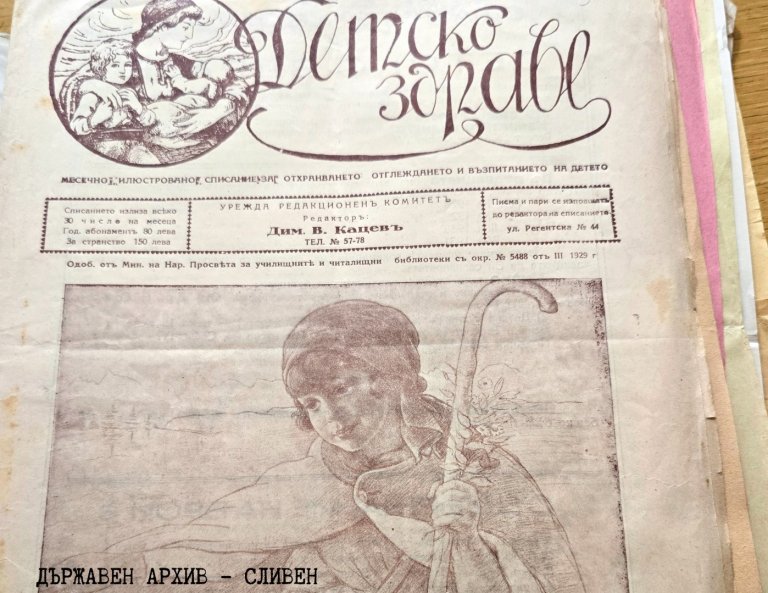 Детско
здраве
МЕСЕЧНО, ИЛЮСТРОВАНО СПИСАНИЕ ЗА ОТХРАНВАНЕТО ОТГЛЕЖДАНЕТО И ВЪЗПИТАНИЕТО НА ДЕТЕТО
Списанието излиза всѣко
30 число на месеца
Год. абонаментъ 80 лева
За странство 150 лева
УРЕЖДА РЕДАКЦИОНЕНЪ КОМИТЕТЪ
Редакторъ:
Дим. В. Кацевъ
ТЕЛ. № 57-78
Писма и пари се изпращатъ
до редактора на списанието
ул. Регентска № 44
Одоб. отъ Мин. на Нар. Просвѣта за училищнитѣ и читалищни библиотеки съ окр. № 5488 отъ III 1929 г
ДЪРЖАВЕН АРХИВ - СЛИВЕН